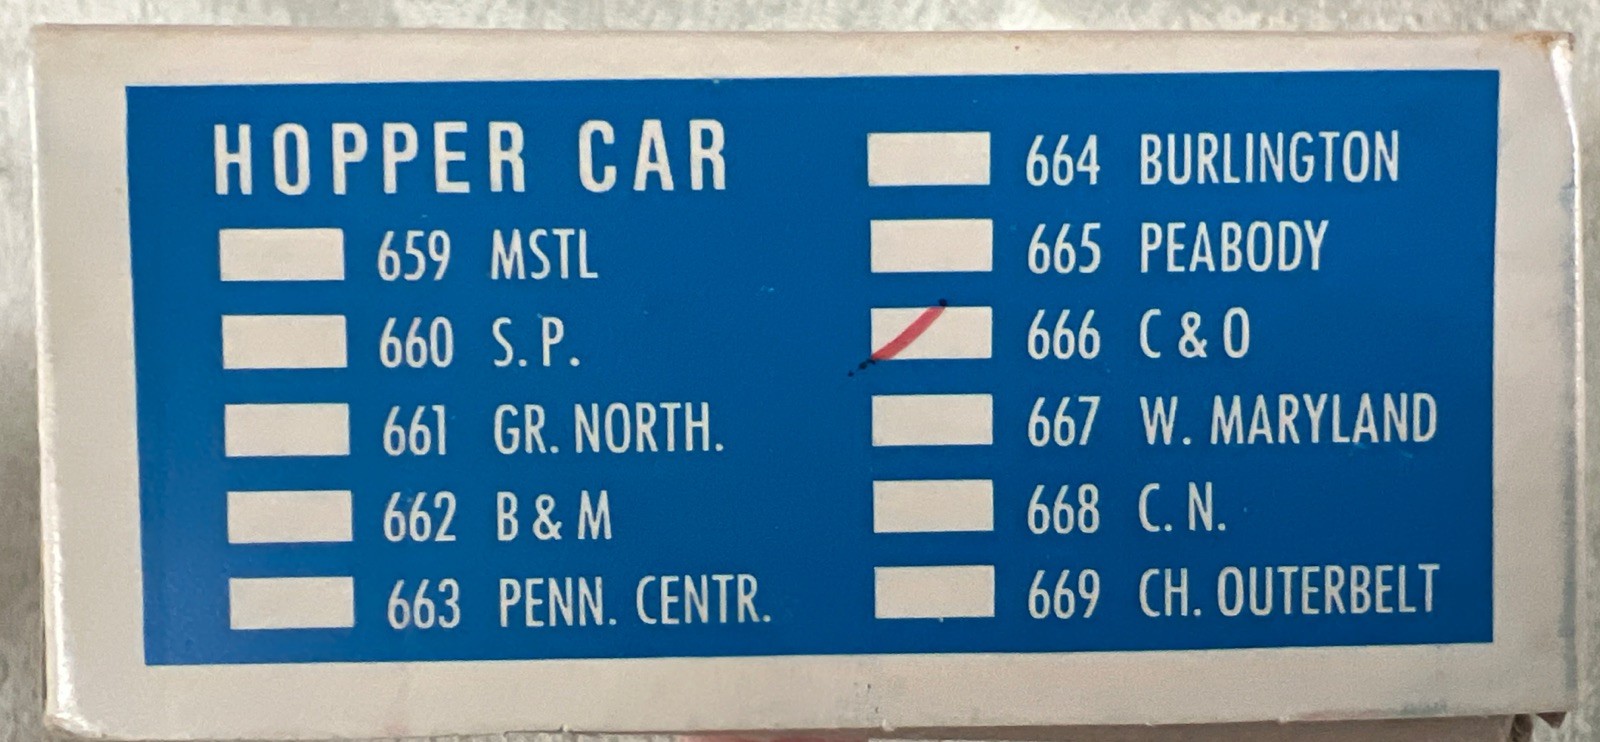 HOPPER CAR
659 MSTL
660 S. P.
661 GR. NORTH.
662 B & M
663 PENN. CENTR.
664 BURLINGTON
665 PEABODY
666 C & O
667 W. MARYLAND
668 C. N.
669 CH. OUTERBELT